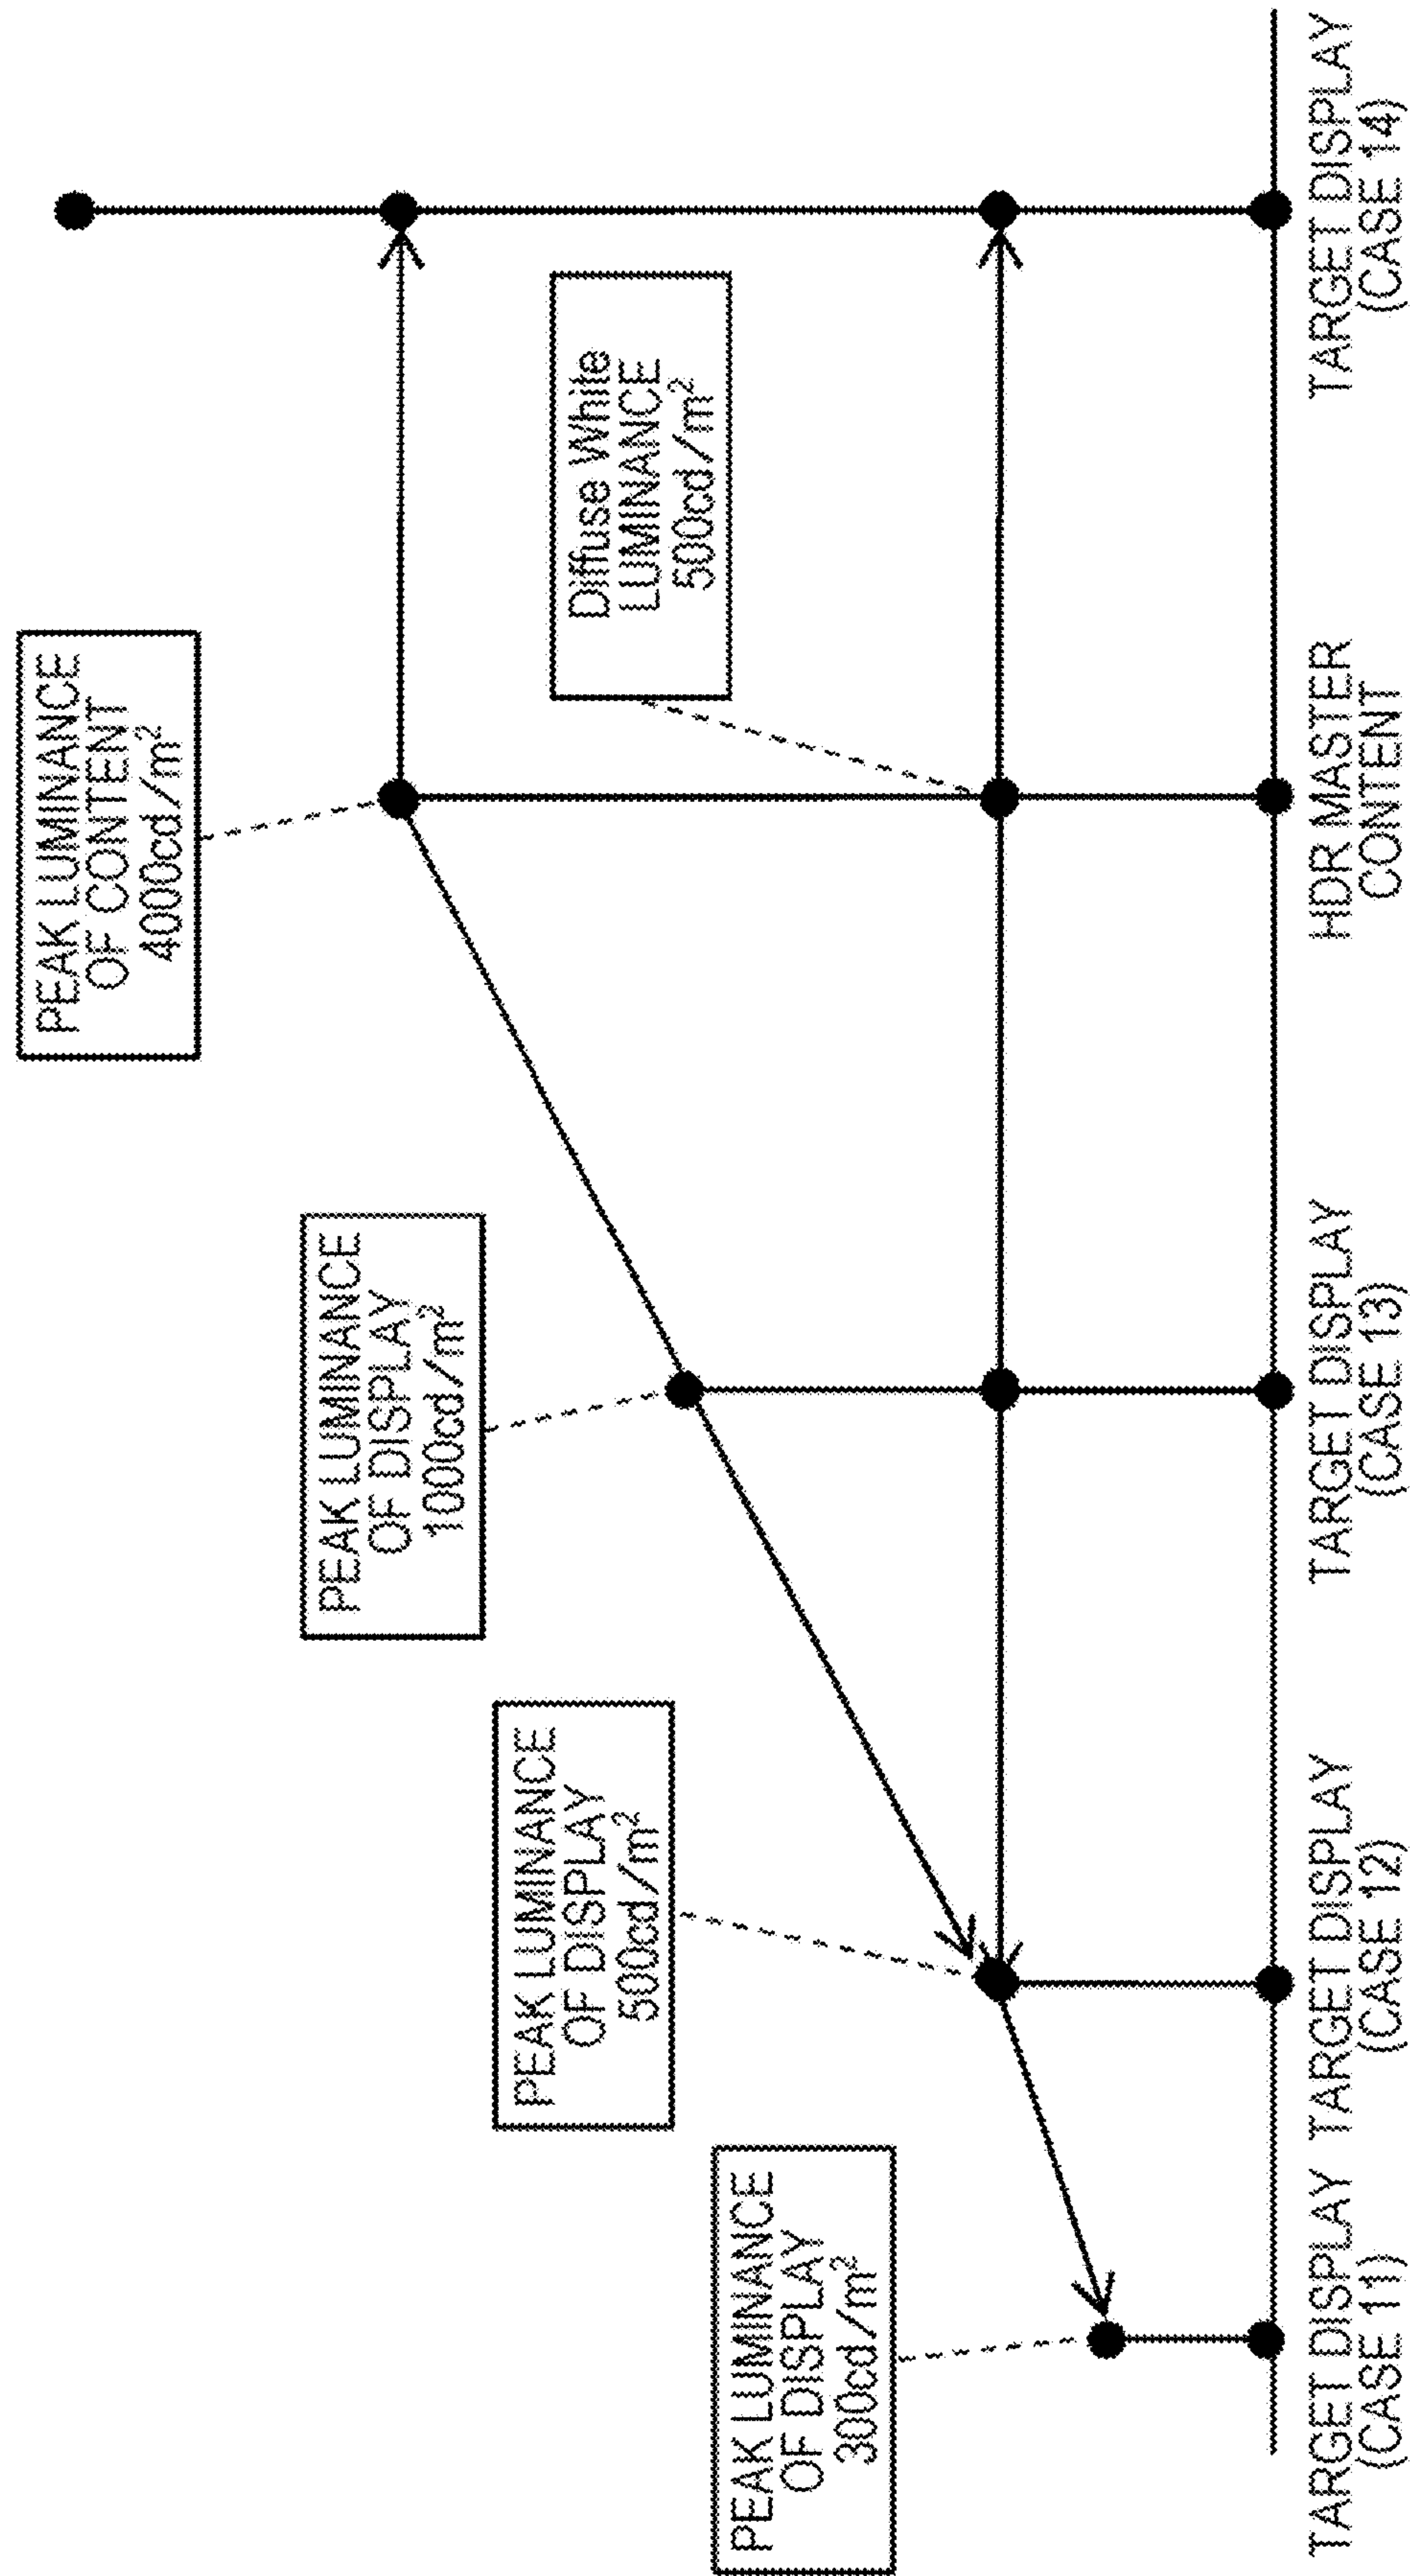 PEAK LUMINANCE
OF CONTENT
4000cd/m²
PEAK LUMINANCE
OF DISPLAY
1000cd/m²
PEAK LUMINANCE
OF DISPLAY
500cd/m²
Diffuse White
LUMINANCE
500cd/m²
PEAK LUMINANCE
OF DISPLAY
300cd/m²
TARGET DISPLAY
(CASE 11)
TARGET DISPLAY
(CASE 12)
TARGET DISPLAY
(CASE 13)
HDR MASTER
CONTENT
TARGET DISPLAY
(CASE 14)